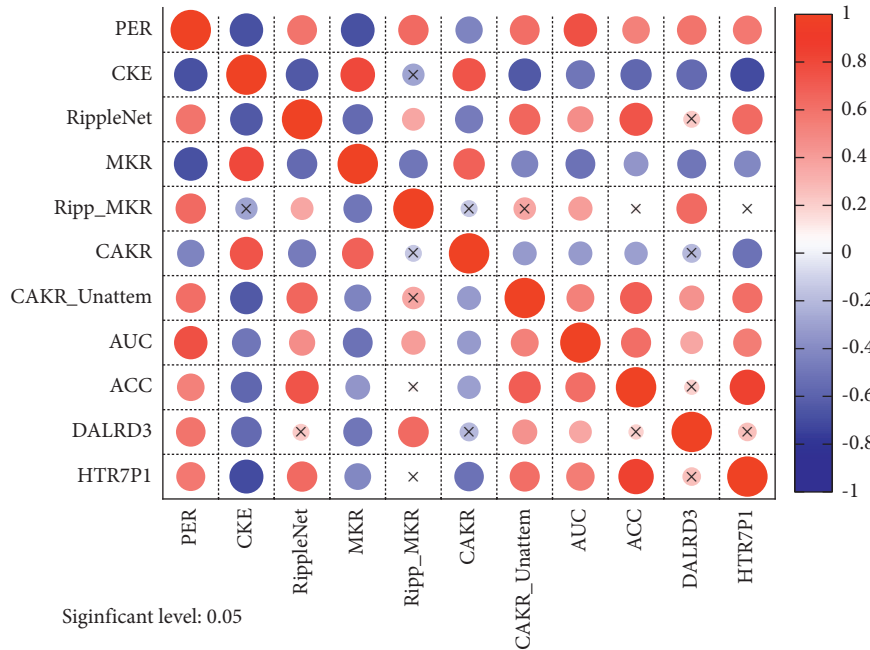 PER
CKE
RippleNet
MKR
Ripp_MKR
CAKR
CAKR_Unattem
AUC
ACC
DALRD3
HTR7P1
1
0.8
0.6
0.4
0.2
0
-0.2
-0.4
-0.6
-0.8
-1
PER
CKE
RippleNet
MKR
Ripp_MKR
CAKR
CAKR_Unattem
AUC
ACC
DALRD3
HTR7P1
Siginficant level: 0.05